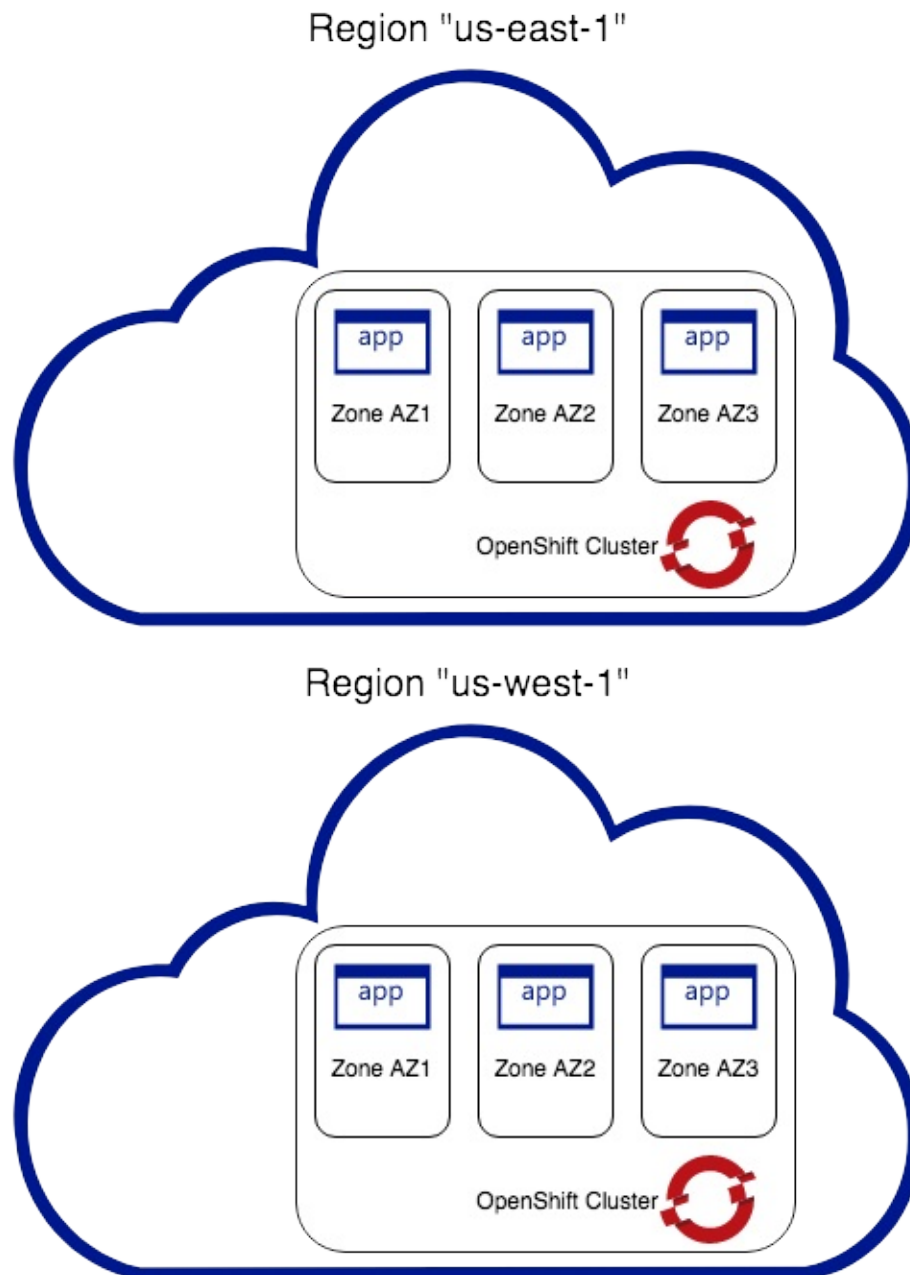 Region "us-east-1"
app
app
app
Zone AZ1
Zone AZ2
Zone AZ3
OpenShift Cluster
Region "us-west-1"
app
app
app
Zone AZ1
Zone AZ2
Zone AZ3
OpenShift Cluster